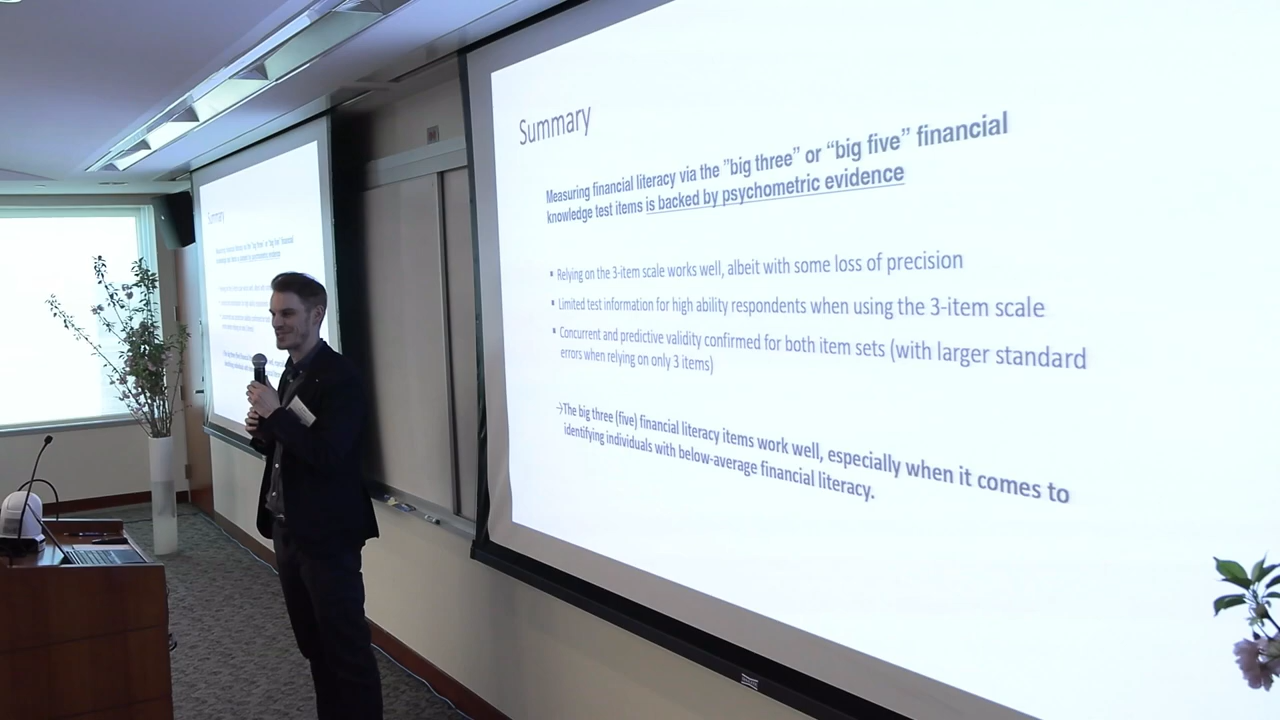 Summary
Measuring financial literacy via the ”big three” or “big five” financial
knowledge test items is backed by psychometric evidence
▪ Relying on the 3-item scale works well, albeit with some loss of precision
▪ Limited test information for high ability respondents when using the 3-item scale
▪ Concurrent and predictive validity confirmed for both item sets (with larger standard
errors when relying on only 3 items)
→The big three (five) financial literacy items work well, especially when it comes to
identifying individuals with below-average financial literacy.
Summary